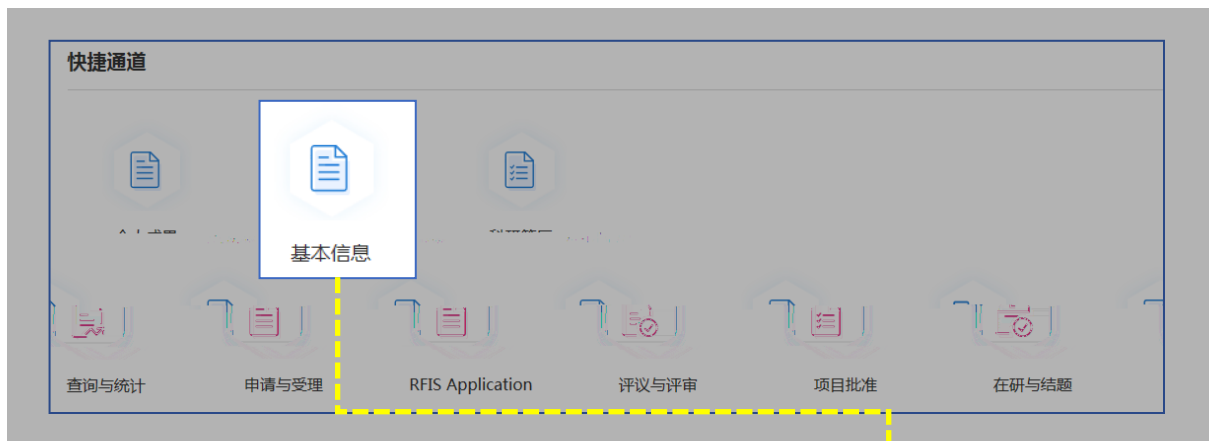 快捷通道
基本信息
查询与统计
申请与受理
RFIS Application
评议与评审
项目批准
在研与结题